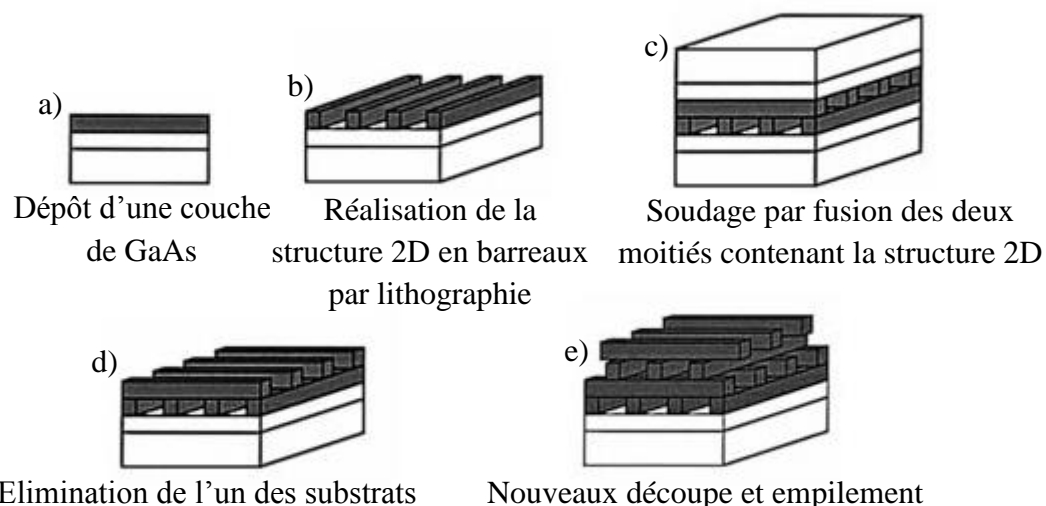 a)
Dépôt d’une couche
de GaAs
b)
Réalisation de la
structure 2D en barreaux
par lithographie
c)
Soudage par fusion des deux
moitiés contenant la structure 2D
d)
Elimination de l’un des substrats
e)
Nouveaux découpe et empilement